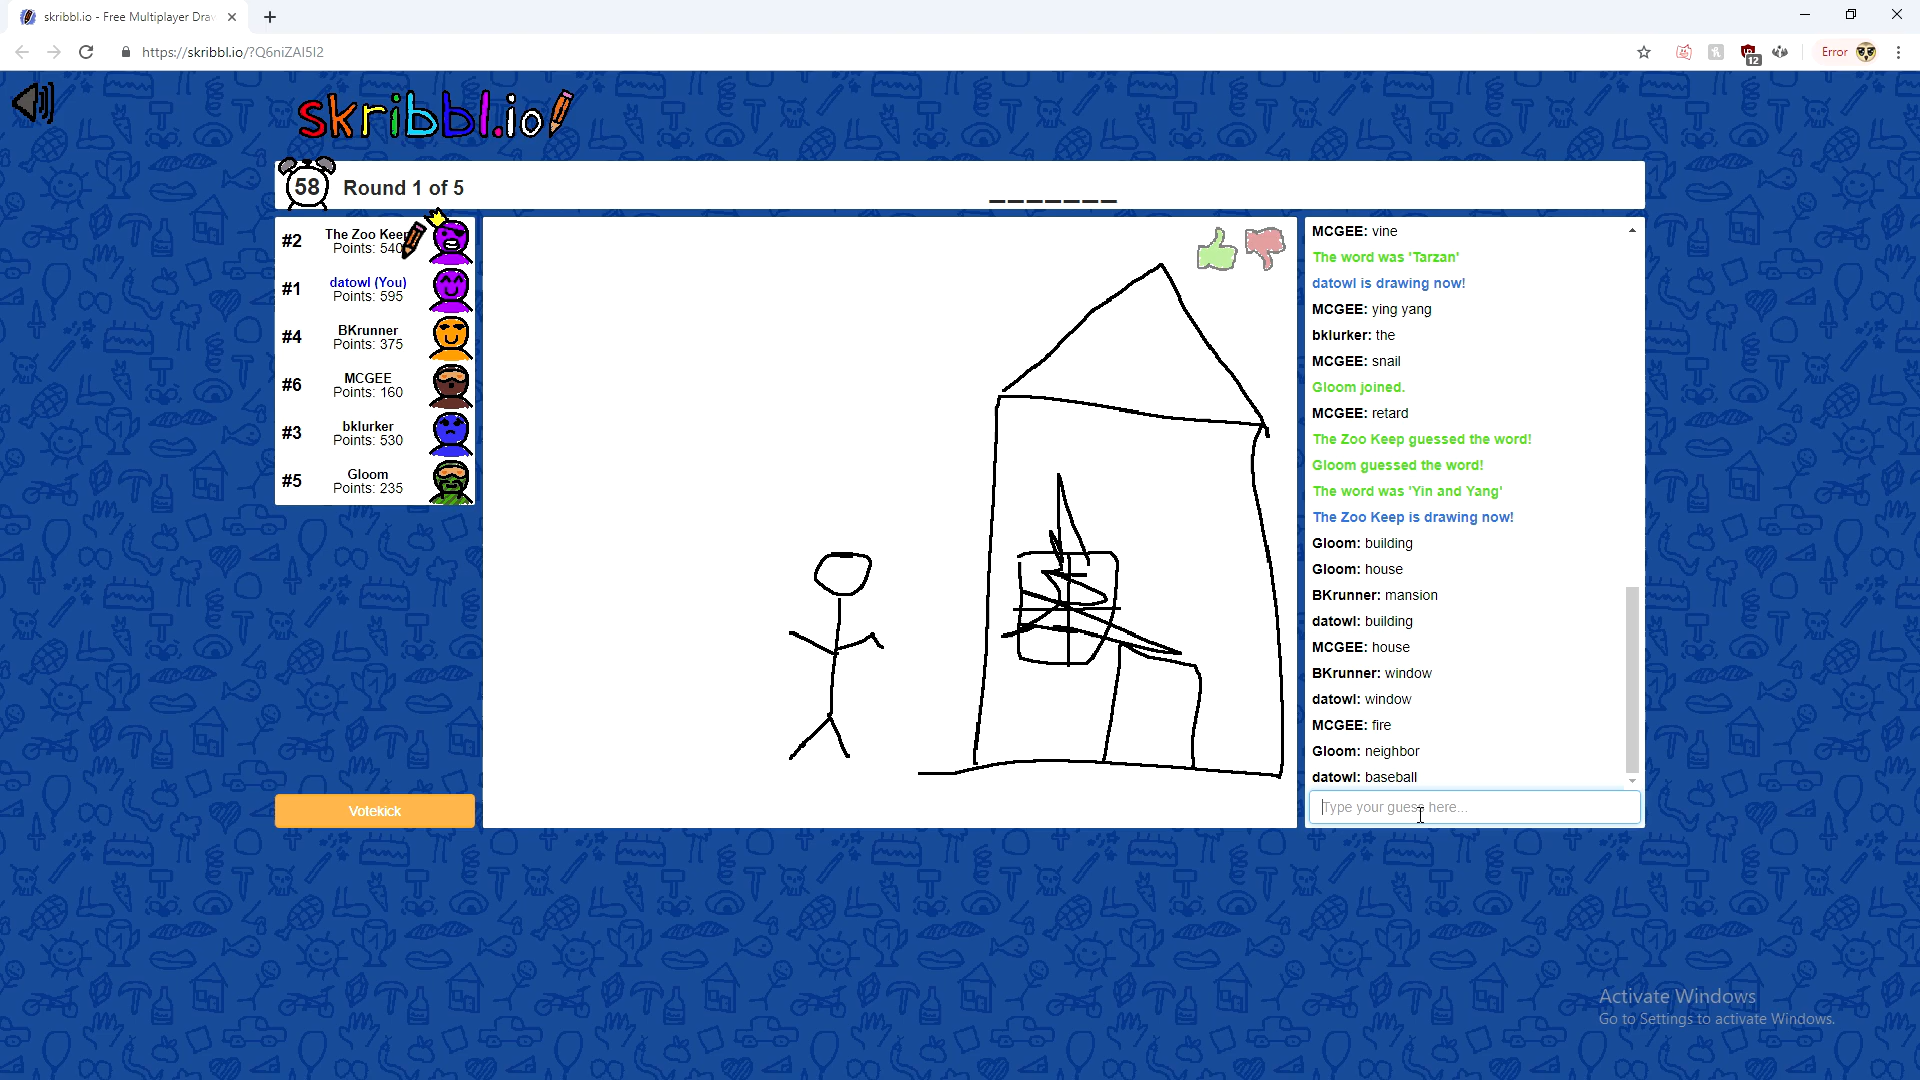 skribbl.io - Free Multiplayer Dra
https://skribbl.io/?Q6niZAI5I2
12
Error
skribbl.io
58
Round 1 of 5
_______
#2
The Zoo Keep
Points: 540
#1
datowl (You)
Points: 595
#4
BKrunner
Points: 375
#6
MCGEE
Points: 160
#3
bklurker
Points: 530
#5
Gloom
Points: 235
Votekick
MCGEE: vine
The word was 'Tarzan'
datowl is drawing now!
MCGEE: ying yang
bklurker: the
MCGEE: snail
Gloom joined.
MCGEE: retard
The Zoo Keep guessed the word!
Gloom guessed the word!
The word was 'Yin and Yang'
The Zoo Keep is drawing now!
Gloom: building
Gloom: house
BKrunner: mansion
datowl: building
MCGEE: house
BKrunner: window
datowl: window
MCGEE: fire
Gloom: neighbor
datowl: baseball
Type your guess here...
Activate Windows
Go to Settings to activate Windows.